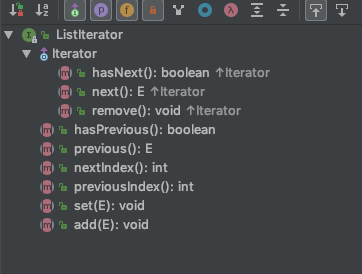 ListIterator
Iterator
hasNext(): boolean ↑Iterator
next(): E ↑Iterator
remove(): void ↑Iterator
hasPrevious(): boolean
previous(): E
nextIndex(): int
previousIndex(): int
set(E): void
add(E): void